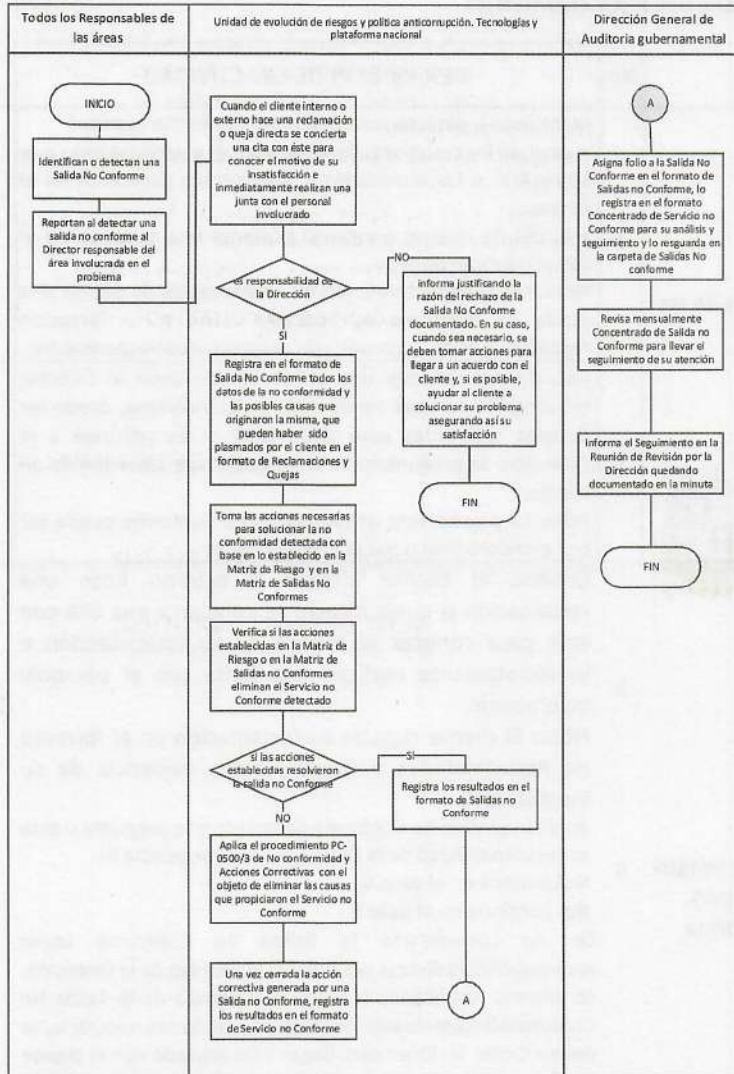 Todos los Responsables de
las áreas
Unidad de evolución de riesgos y política anticorrupción. Tecnologías y
plataforma nacional
Dirección General de
Auditoria gubernamental
INICIO
Identifican o detectan una
Salida No Conforme
Reportan al detectar una
salida no conforme al
Director responsable del
área involucrada en el
problema
Cuando el cliente interno o
externo hace una reclamación
o queja directa se concierta
una cita con éste para
conocer el motivo de su
insatisfacción e
inmediatamente realizan una
junta con el personal
involucrado
es responsabilidad de
la Dirección
NO
SI
informa justificando la
razón del rechazo de la
Salida No Conforme
documentado. En su caso,
cuando sea necesario, se
deben tomar acciones para
llegar a un acuerdo con el
cliente y, si es posible,
ayudar al cliente a
solucionar su problema,
asegurando así su
satisfacción
FIN
Registra en el formato de
Salida No Conforme todos los
datos de la no conformidad y
las posibles causas que
originaron la misma, que
pueden haber sido
plasmados por el cliente en el
formato de Reclamaciones y
Quejas
Toma las acciones necesarias
para solucionar la no
conformidad detectada con
base en lo establecido en la
Matriz de Riesgo y en la
Matriz de Salidas No
Conformes
Verifica si las acciones
establecidas en la Matriz de
Riesgo o en la Matriz de
Salidas no Conformes
eliminan el Servicio no
Conforme detectado
si las acciones
establecidas resolvieron
la salida no Conforme
SI
NO
Registra los resultados en el
formato de Salidas no
Conforme
Aplica el procedimiento PC-
0500/3 de No conformidad y
Acciones Correctivas con el
objeto de eliminar las causas
que propiciaron el Servicio no
Conforme
Una vez cerrada la acción
correctiva generada por una
Salida no Conforme, registra
los resultados en el formato
de Servicio no Conforme
A
A
Asigna folio a la Salida No
Conforme en el formato de
Salidas no Conforme, lo
registra en el formato
Concentrado de Servicio no
Conforme para su análisis y
seguimiento y lo resguarda en
la carpeta de Salidas No
conforme
Revisa mensualmente
Concentrado de Salida no
Conforme para llevar el
seguimiento de su atención
Informa el Seguimiento en la
Reunión de Revisión por la
Dirección quedando
documentado en la minuta
FIN